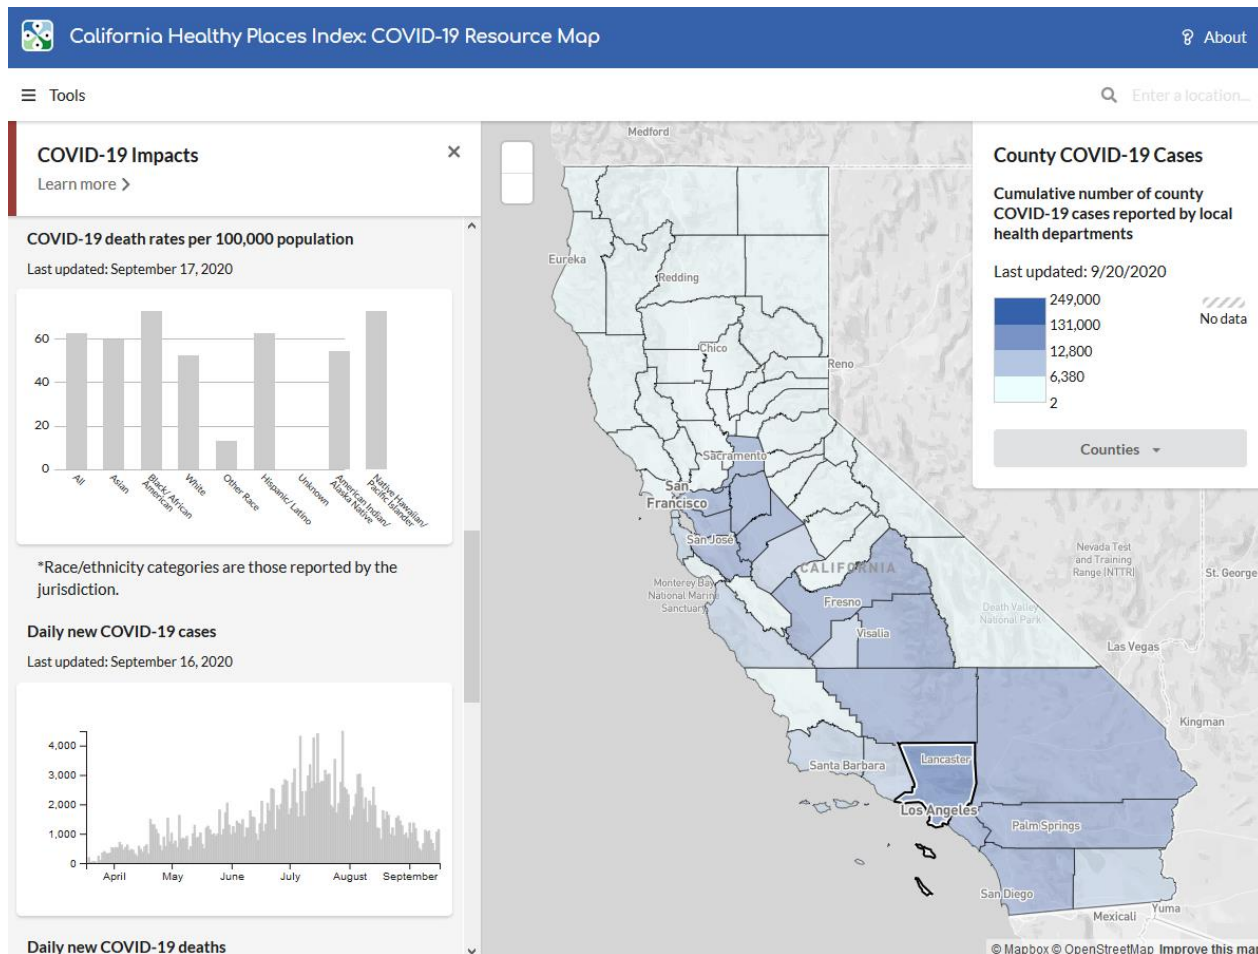 California Healthy Places Index: COVID-19 Resource Map
About
Tools
Enter a location...
COVID-19 Impacts
Learn more
COVID-19 death rates per 100,000 population
Last updated: September 17, 2020
60
40
20
0
All
Asian
Black/ African
American
White
Other Race
Hispanic/ Latino
Unknown
American Indian/
Alaska Native
Native Hawaiian/
Pacific Islander
*Race/ethnicity categories are those reported by the
jurisdiction.
Daily new COVID-19 cases
Last updated: September 16, 2020
4,000
3,000
2,000
1,000
0
April
May
June
July
August
September
Daily new COVID-19 deaths
Medford
Eureka
Redding
Chico
Reno
Sacramento
San
Francisco
San José
CALIFORNIA
Monterey Bay
National Marine
Sanctuary
Fresno
Visalia
Nevada Test
and Training
Range (NTTR)
St. George
Death Valley
National Park
Las Vegas
Kingman
Santa Barbara
Lancaster
Los Angeles
Palm Springs
San Diego
Yuma
Mexicali
County COVID-19 Cases
Cumulative number of county
COVID-19 cases reported by local
health departments
Last updated: 9/20/2020
249,000
131,000
12,800
6,380
2
No data
Counties
© Mapbox © OpenStreetMap Improve this map